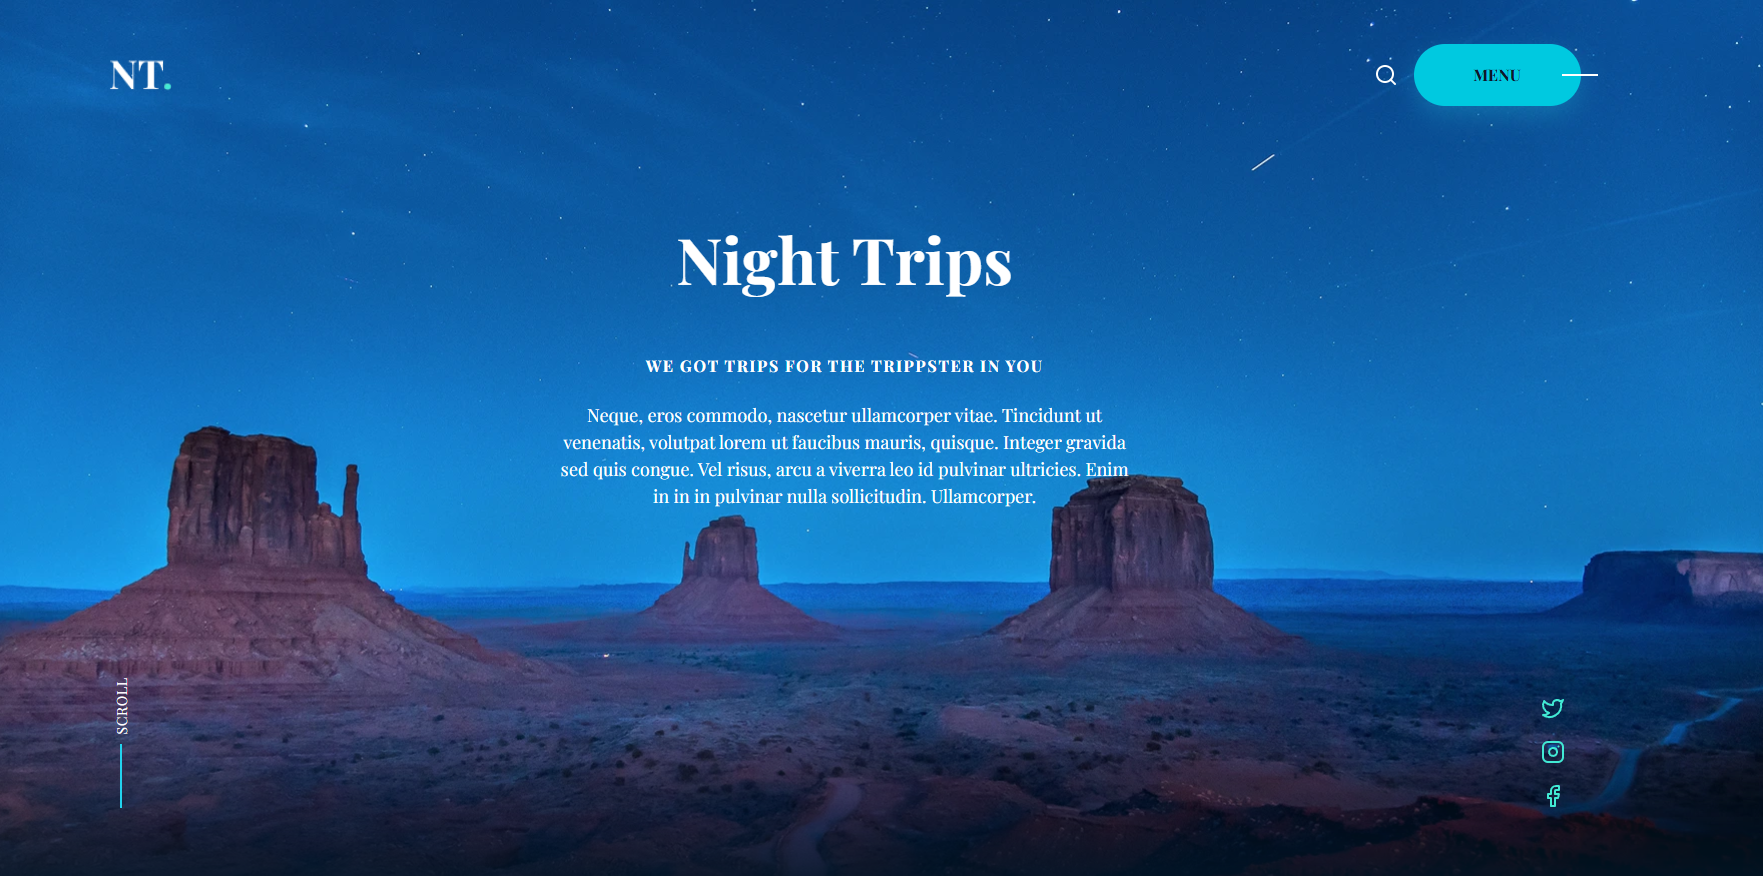 NT.
MENU
Night Trips
WE GOT TRIPS FOR THE TRIPPSTER IN YOU
Neque, eros commodo, nascetur ullamcorper vitae. Tincidunt ut
venenatis, volutpat lorem ut faucibus mauris, quisque. Integer gravida
sed quis congue. Vel risus, arcu a viverra leo id pulvinar ultricies. Enim
in in in pulvinar nulla sollicitudin. Ullamcorper.
SCROLL